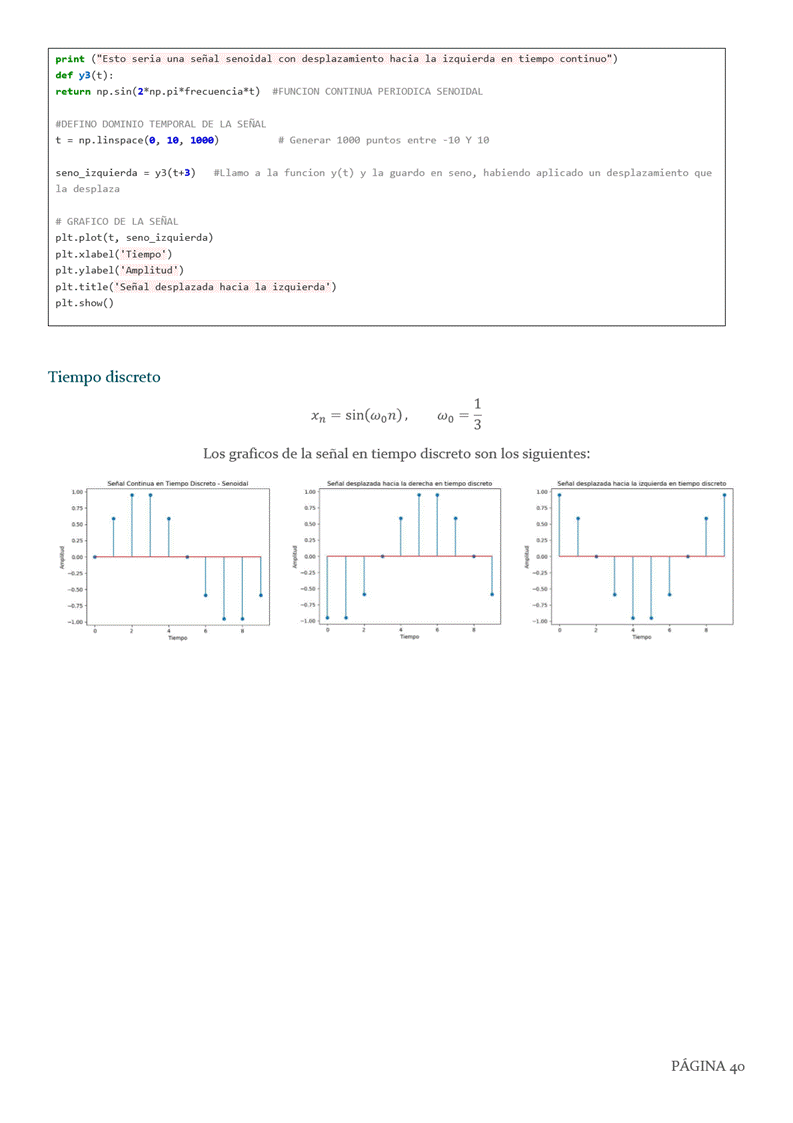 print ("Esto seria una señal senoidal con desplazamiento hacia la izquierda en tiempo continuo")
def y3(t):
return np.sin(2*np.pi*frecuencia*t)  #FUNCION CONTINUA PERIODICA SENOIDAL
#DEFINO DOMINIO TEMPORAL DE LA SEÑAL
t = np.linspace(0, 10, 1000)          # Generar 1000 puntos entre -10 Y 10
seno_izquierda = y3(t+3)   #Llamo a la funcion y(t) y la guardo en seno, habiendo aplicado un desplazamiento que
la desplaza
# GRAFICO DE LA SEÑAL
plt.plot(t, seno_izquierda)
plt.xlabel('Tiempo')
plt.ylabel('Amplitud')
plt.title('Señal desplazada hacia la izquierda')
plt.show()
Tiempo discreto
xₙ = sin(ω₀n),   ω₀ = 1/3
Los graficos de la señal en tiempo discreto son los siguientes:
Señal Continua en Tiempo Discreto - Senoidal
1.00
0.75
0.50
0.25
0.00
−0.25
−0.50
−0.75
−1.00
Amplitud
0 2 4 6 8
Tiempo
Señal desplazada hacia la derecha en tiempo discreto
1.00
0.75
0.50
0.25
0.00
−0.25
−0.50
−0.75
−1.00
Amplitud
0 2 4 6 8
Tiempo
Señal desplazada hacia la izquierda en tiempo discreto
1.00
0.75
0.50
0.25
0.00
−0.25
−0.50
−0.75
−1.00
Amplitud
0 2 4 6 8
Tiempo
PÁGINA 40